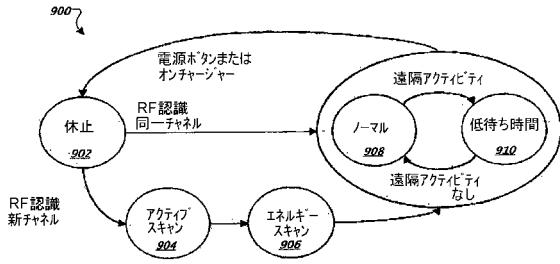 900
電源ボタンまたは
オンチャージャー
遠隔アクティビティ
休止
902
RF認識
同一チャネル
ノーマル
908
低待ち時間
910
遠隔アクティビティ
なし
RF認識
新チャネル
アクティブ
スキャン
904
エネルギー
スキャン
906